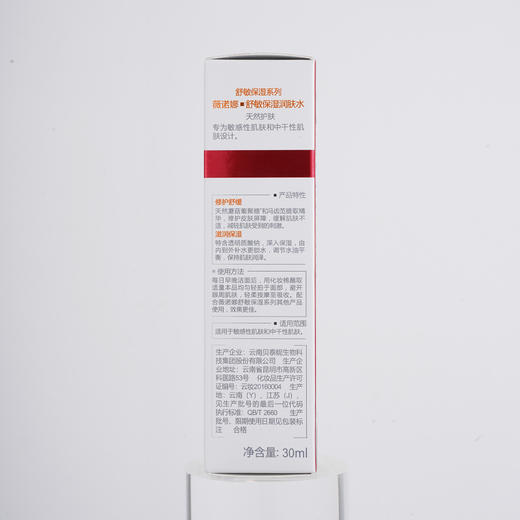 舒敏保湿系列
薇诺娜■舒敏保湿润肤水
天然护肤
专为敏感性肌肤和中干性肌
肤设计。
■产品特性
修护舒缓
天然蘑菇葡聚糖和马齿苋提取精
华，修护皮肤屏障，缓解肌肤不
适，减轻肌肤受到的刺激。
滋润保湿
特含透明质酸钠，深入保湿，由
内到外补水更锁水，调节水油平
衡，保持肌肤润泽。
■使用方法
每日早晚洁面后，用化妆棉蘸取
适量本品均匀轻拍于面部，避开
眼周肌肤，轻柔按摩至吸收。配
合薇诺娜舒敏保湿系列其他产品
使用，效果更佳。
■适用范围
适用于敏感性肌肤和中干性肌肤。
生产企业：云南贝泰妮生物科
技集团股份有限公司 生产企
业地址：云南省昆明市高新区
科医路53号 化妆品生产许可
证编号：云妆20160004 生产
地：云南（Y）、江苏（J），
见生产批号的最后一位代码
执行标准：QB/T 2660 生产
批号、限期使用日期见包装标
注 合格
净含量: 30ml